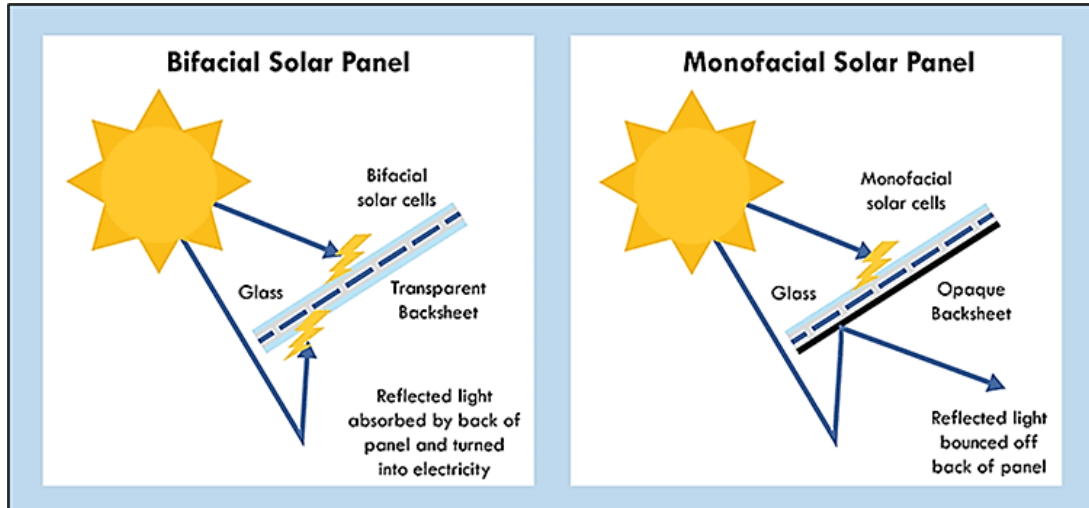 Bifacial Solar Panel
Bifacial
solar cells
Glass
Transparent
Backsheet
Reflected light
absorbed by back of
panel and turned
into electricity
Monofacial Solar Panel
Monofacial
solar cells
Glass
Opaque
Backsheet
Reflected light
bounced off
back of panel